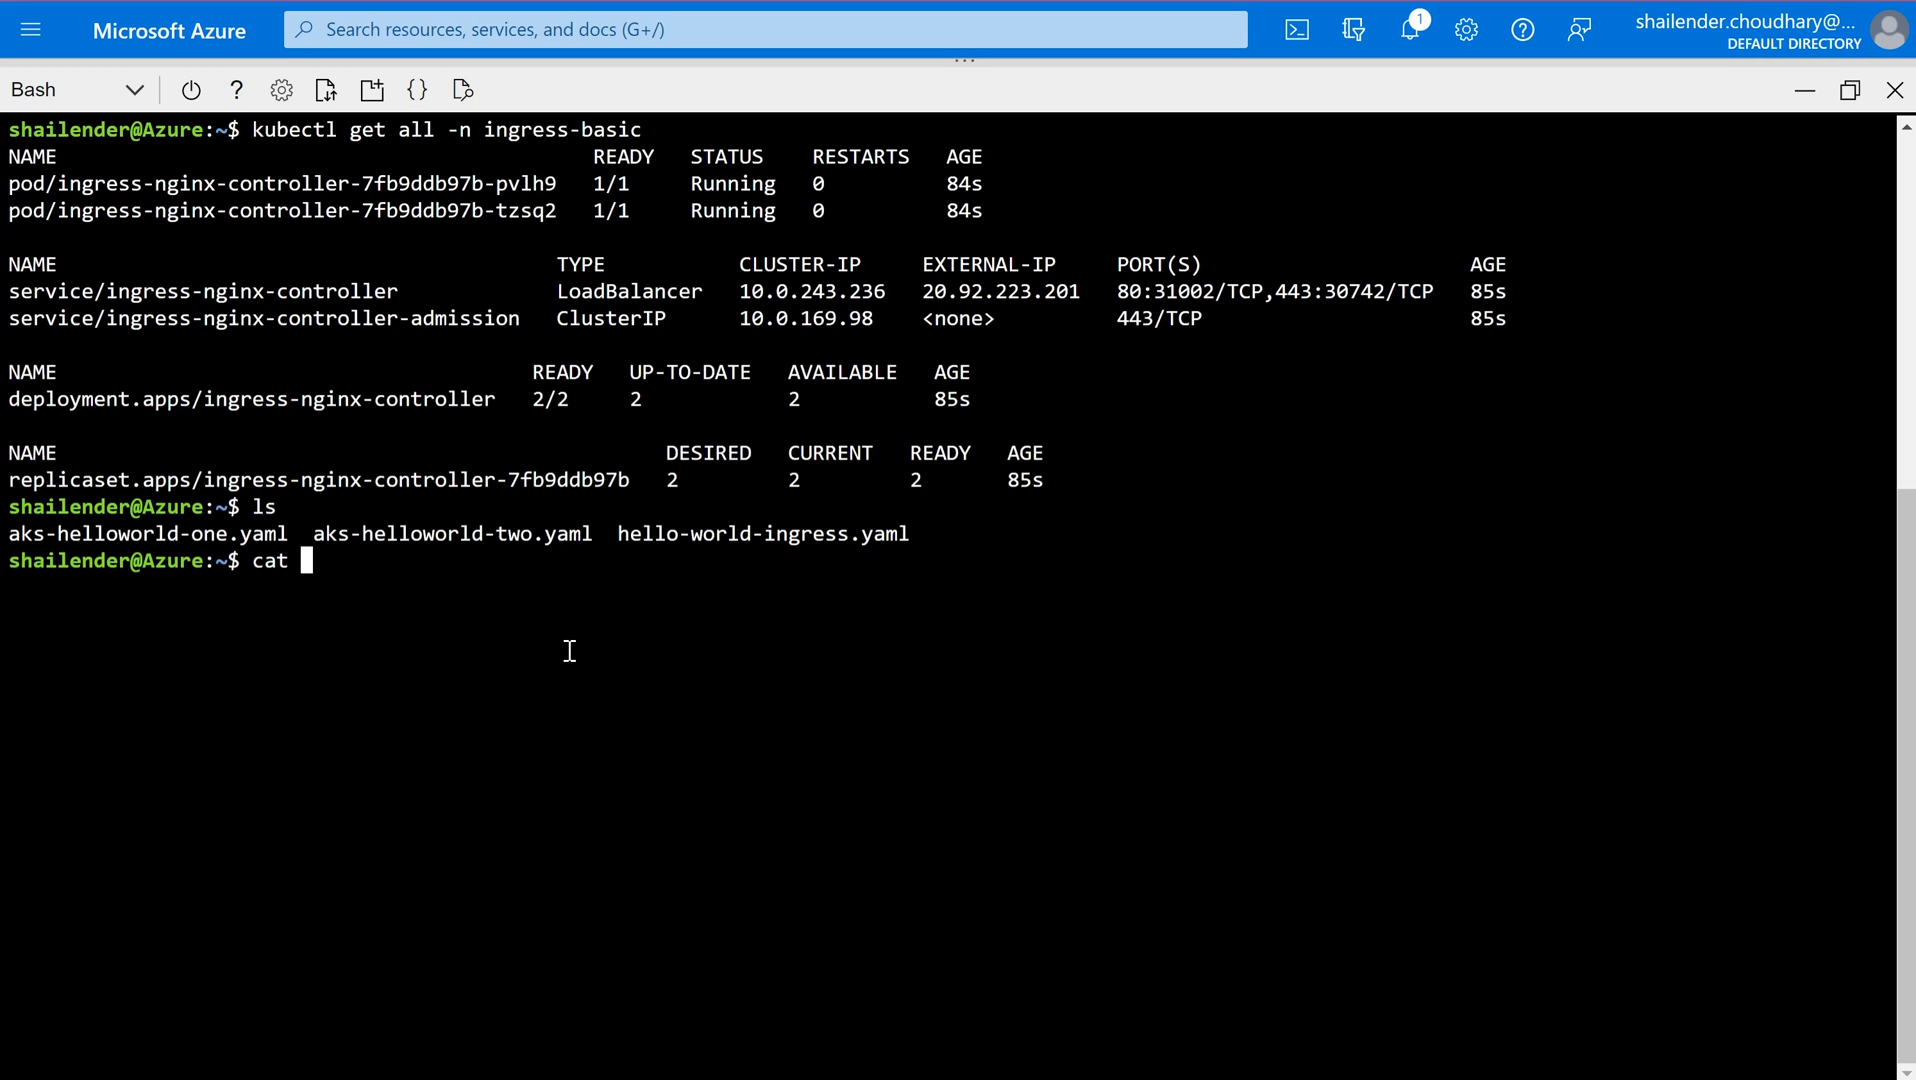 Microsoft Azure
Search resources, services, and docs (G+/)
1
shailender.choudhary@...
DEFAULT DIRECTORY
Bash
shailender@Azure:~$ kubectl get all -n ingress-basic
NAME READY STATUS RESTARTS AGE
pod/ingress-nginx-controller-7fb9ddb97b-pvlh9 1/1 Running 0 84s
pod/ingress-nginx-controller-7fb9ddb97b-tzsq2 1/1 Running 0 84s
NAME TYPE CLUSTER-IP EXTERNAL-IP PORT(S) AGE
service/ingress-nginx-controller LoadBalancer 10.0.243.236 20.92.223.201 80:31002/TCP,443:30742/TCP 85s
service/ingress-nginx-controller-admission ClusterIP 10.0.169.98 <none> 443/TCP 85s
NAME READY UP-TO-DATE AVAILABLE AGE
deployment.apps/ingress-nginx-controller 2/2 2 2 85s
NAME DESIRED CURRENT READY AGE
replicaset.apps/ingress-nginx-controller-7fb9ddb97b 2 2 2 85s
shailender@Azure:~$ ls
aks-helloworld-one.yaml aks-helloworld-two.yaml hello-world-ingress.yaml
shailender@Azure:~$ cat